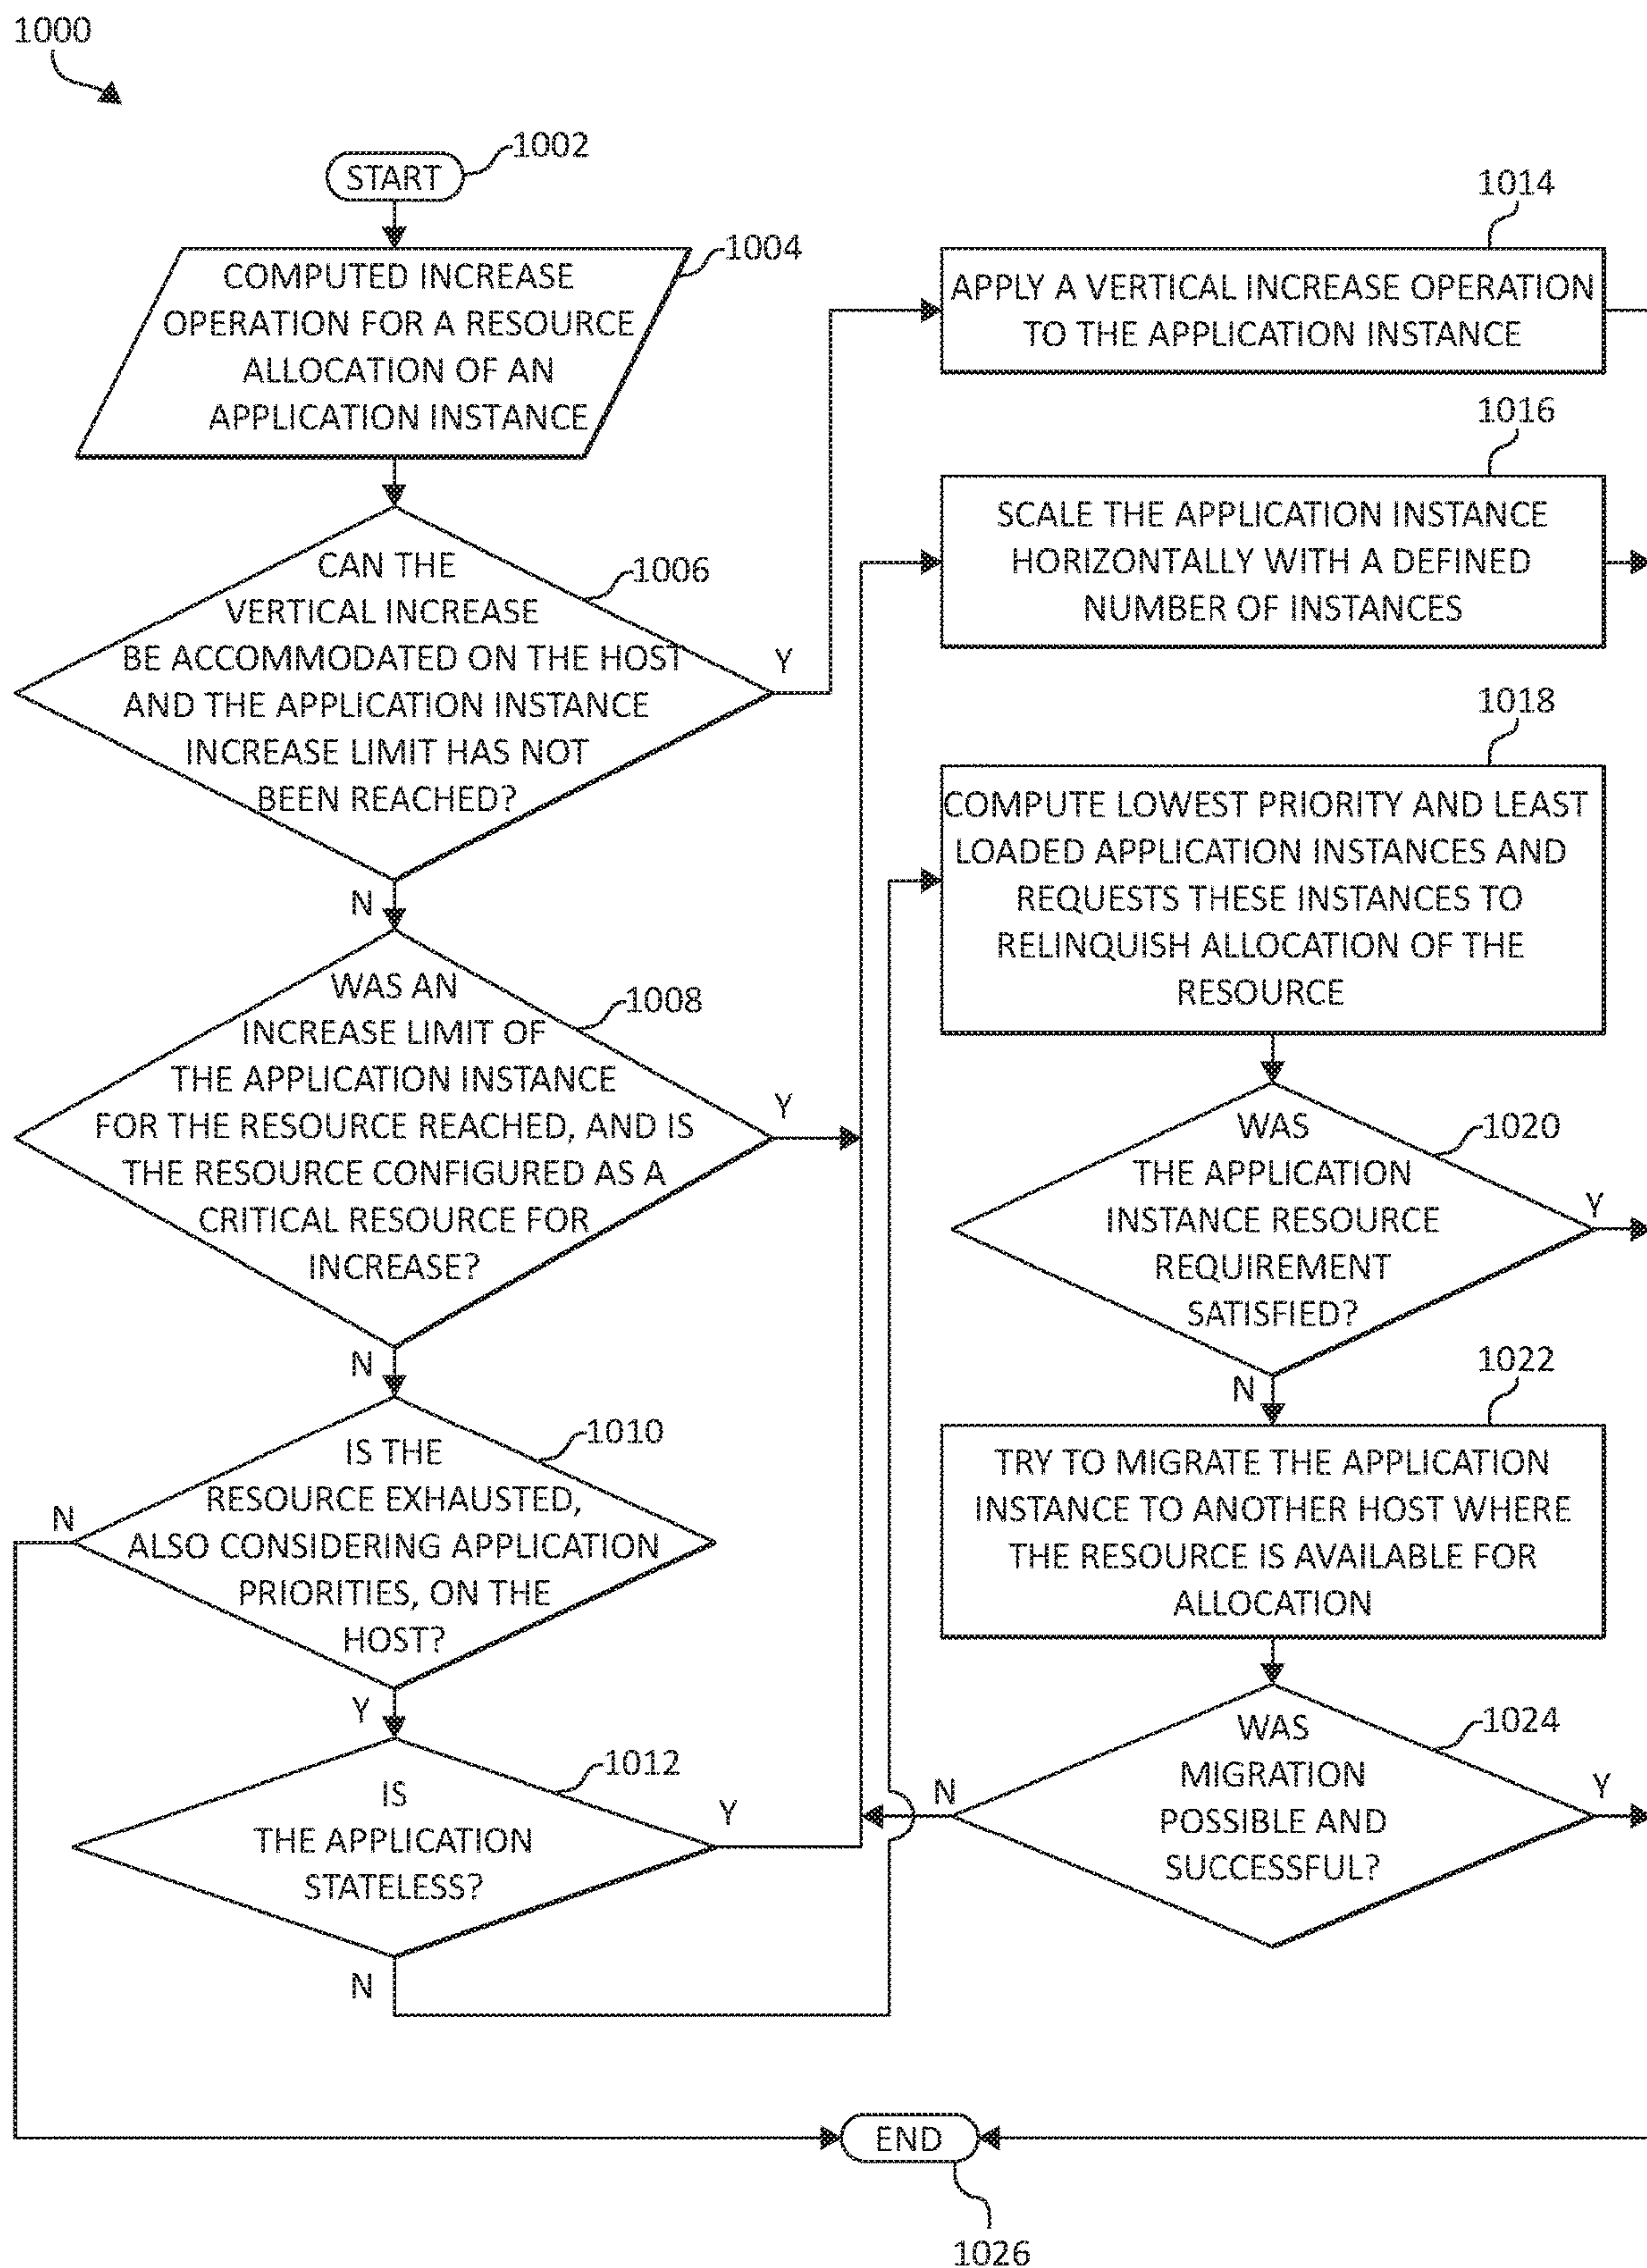 1000
START
1002
COMPUTED INCREASE
OPERATION FOR A RESOURCE
ALLOCATION OF AN
APPLICATION INSTANCE
1004
CAN THE
VERTICAL INCREASE
BE ACCOMMODATED ON THE HOST
AND THE APPLICATION INSTANCE
INCREASE LIMIT HAS NOT
BEEN REACHED?
1006
Y
N
WAS AN
INCREASE LIMIT OF
THE APPLICATION INSTANCE
FOR THE RESOURCE REACHED, AND IS
THE RESOURCE CONFIGURED AS A
CRITICAL RESOURCE FOR
INCREASE?
1008
Y
N
IS THE
RESOURCE EXHAUSTED,
ALSO CONSIDERING APPLICATION
PRIORITIES, ON THE
HOST?
1010
N
Y
IS
THE APPLICATION
STATELESS?
1012
Y
N
1014
APPLY A VERTICAL INCREASE OPERATION
TO THE APPLICATION INSTANCE
1016
SCALE THE APPLICATION INSTANCE
HORIZONTALLY WITH A DEFINED
NUMBER OF INSTANCES
1018
COMPUTE LOWEST PRIORITY AND LEAST
LOADED APPLICATION INSTANCES AND
REQUESTS THESE INSTANCES TO
RELINQUISH ALLOCATION OF THE
RESOURCE
WAS
THE APPLICATION
INSTANCE RESOURCE
REQUIREMENT
SATISFIED?
1020
Y
N
1022
TRY TO MIGRATE THE APPLICATION
INSTANCE TO ANOTHER HOST WHERE
THE RESOURCE IS AVAILABLE FOR
ALLOCATION
WAS
MIGRATION
POSSIBLE AND
SUCCESSFUL?
1024
N
Y
END
1026